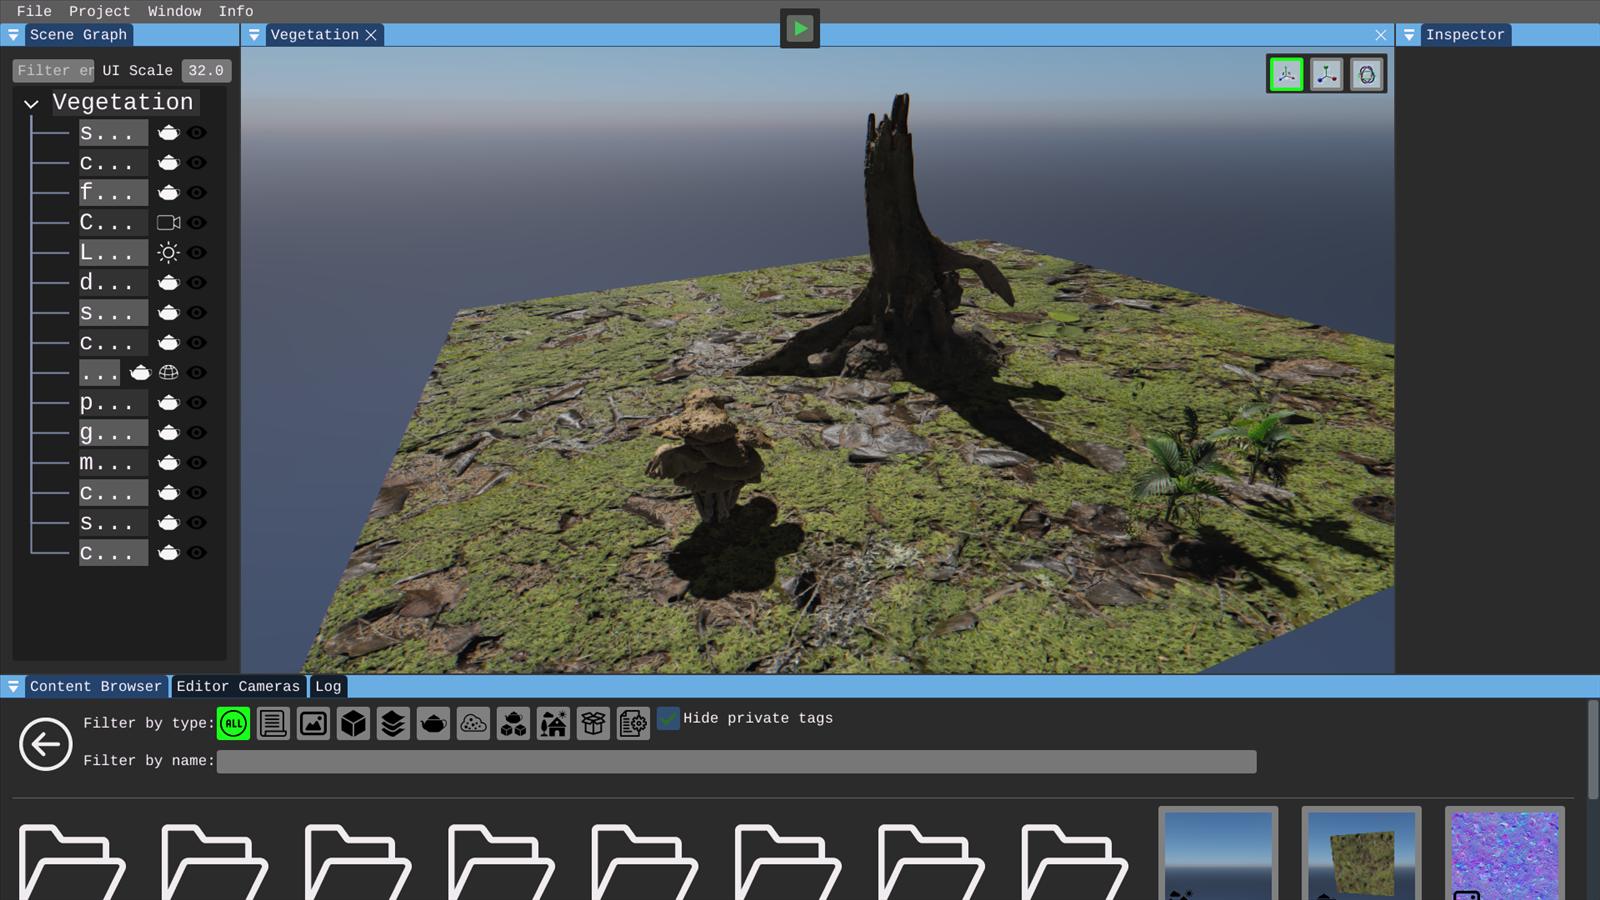 File Project Window Info
Scene Graph
Vegetation
Inspector
Filter er UI Scale 32.0
Vegetation
s...
c...
f...
C...
L...
d...
s...
c...
...
p...
g...
m...
c...
s...
c...
Content Browser Editor Cameras Log
Filter by type: ALL Hide private tags
Filter by name: